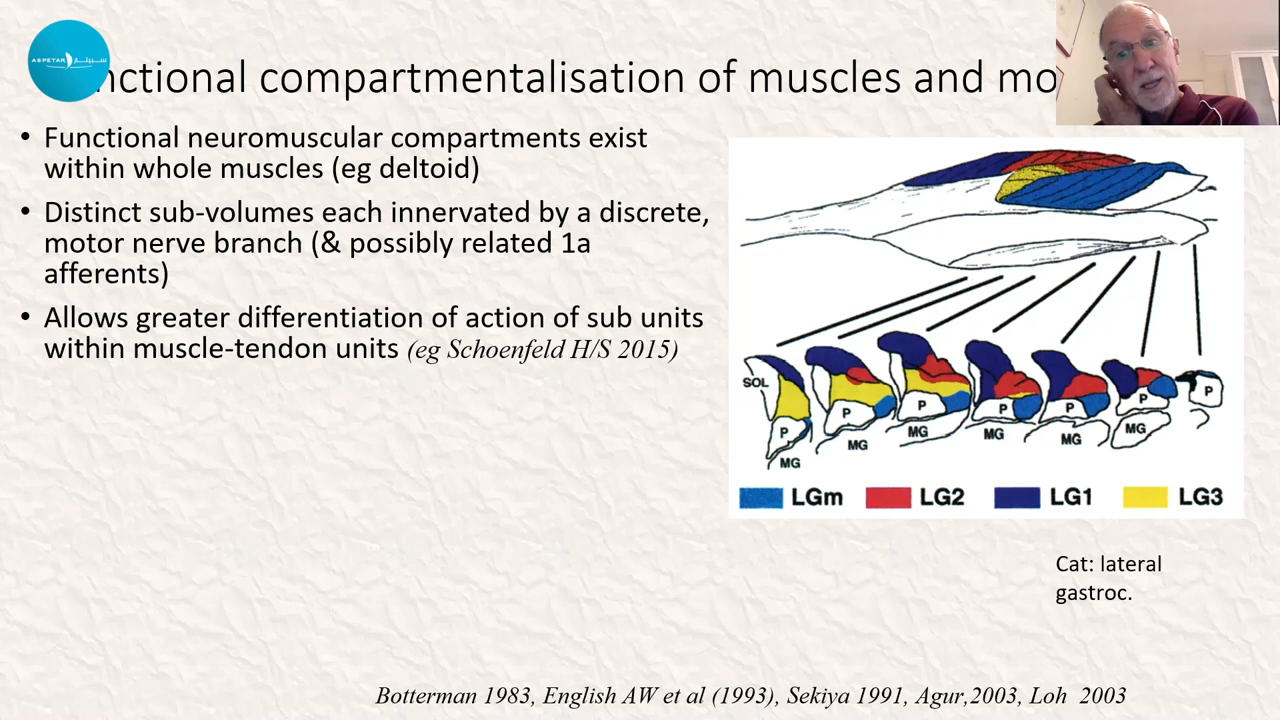 ASPETAR سبيتار
nctional compartmentalisation of muscles and mo
• Functional neuromuscular compartments exist
within whole muscles (eg deltoid)
• Distinct sub-volumes each innervated by a discrete,
motor nerve branch (& possibly related 1a
afferents)
• Allows greater differentiation of action of sub units
within muscle-tendon units (eg Schoenfeld H/S 2015)
SOL
P
MG
P
MG
P
MG
P
MG
P
MG
P
MG
P
LGm LG2 LG1 LG3
Cat: lateral
gastroc.
Botterman 1983, English AW et al (1993), Sekiya 1991, Agur,2003, Loh 2003